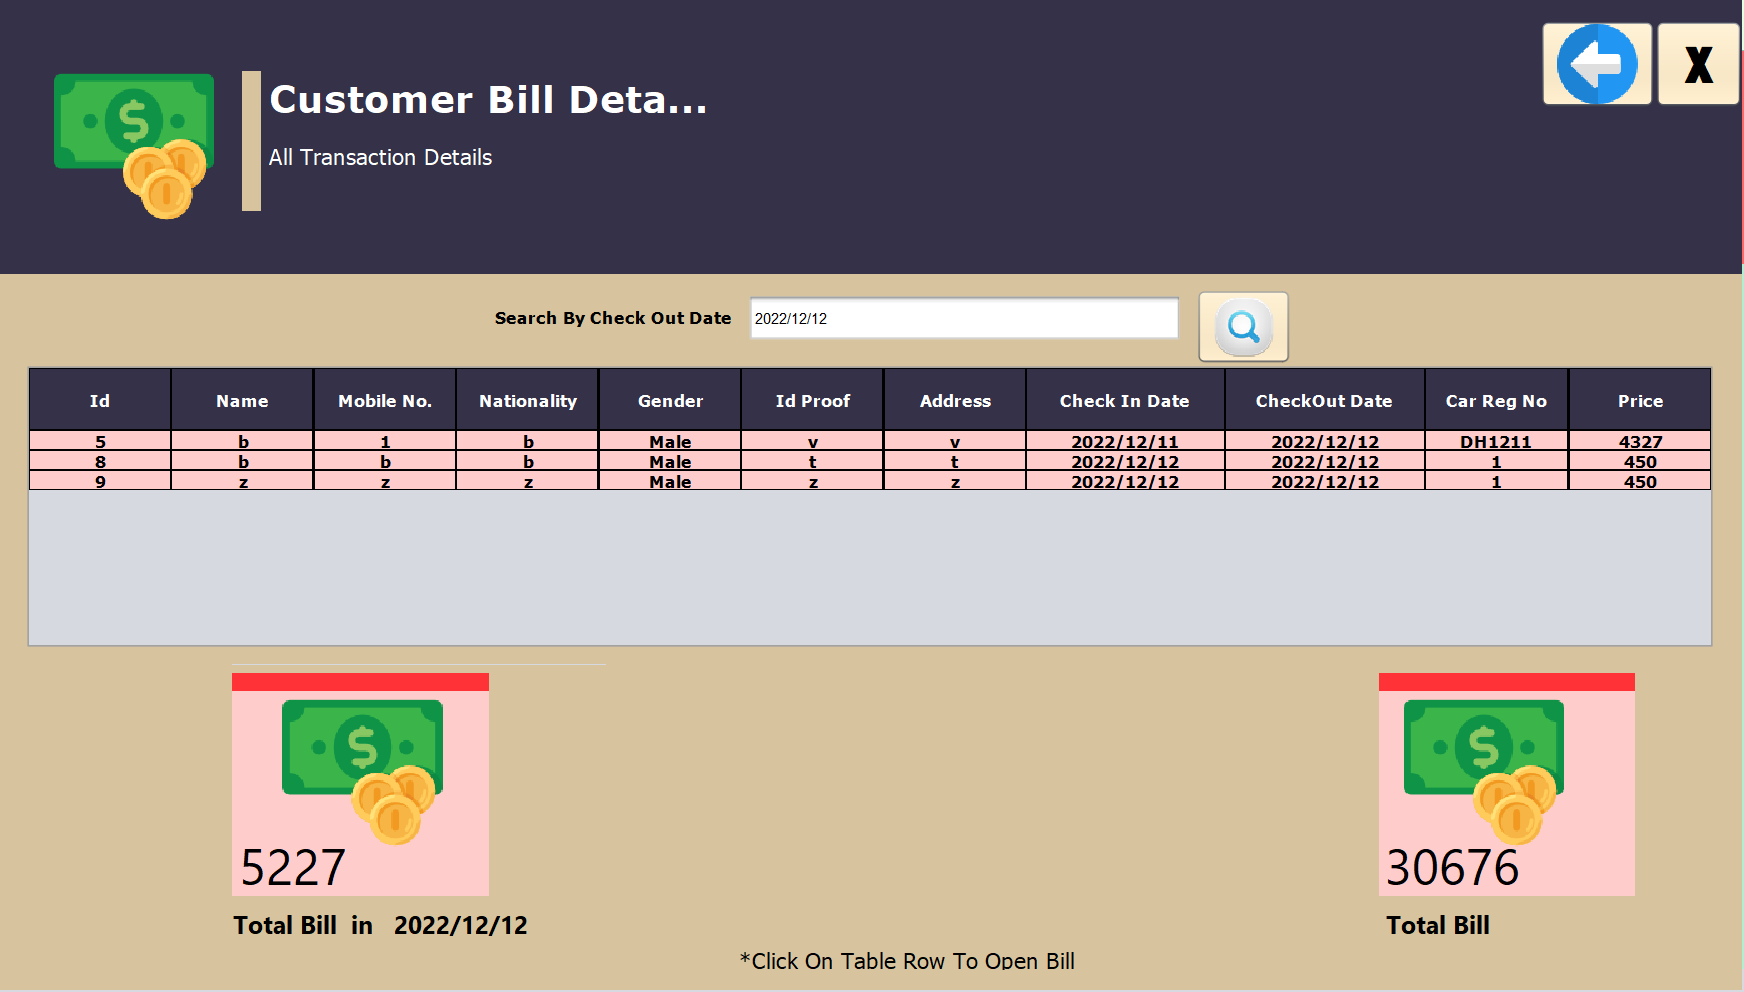 X
Customer Bill Deta...
All Transaction Details
Search By Check Out Date 2022/12/12
Id Name Mobile No. Nationality Gender Id Proof Address Check In Date CheckOut Date Car Reg No Price
5 b 1 b Male v v 2022/12/11 2022/12/12 DH1211 4327
8 b b b Male t t 2022/12/12 2022/12/12 1 450
9 z z z Male z z 2022/12/12 2022/12/12 1 450
$
5227
Total Bill in 2022/12/12
$
30676
Total Bill
*Click On Table Row To Open Bill